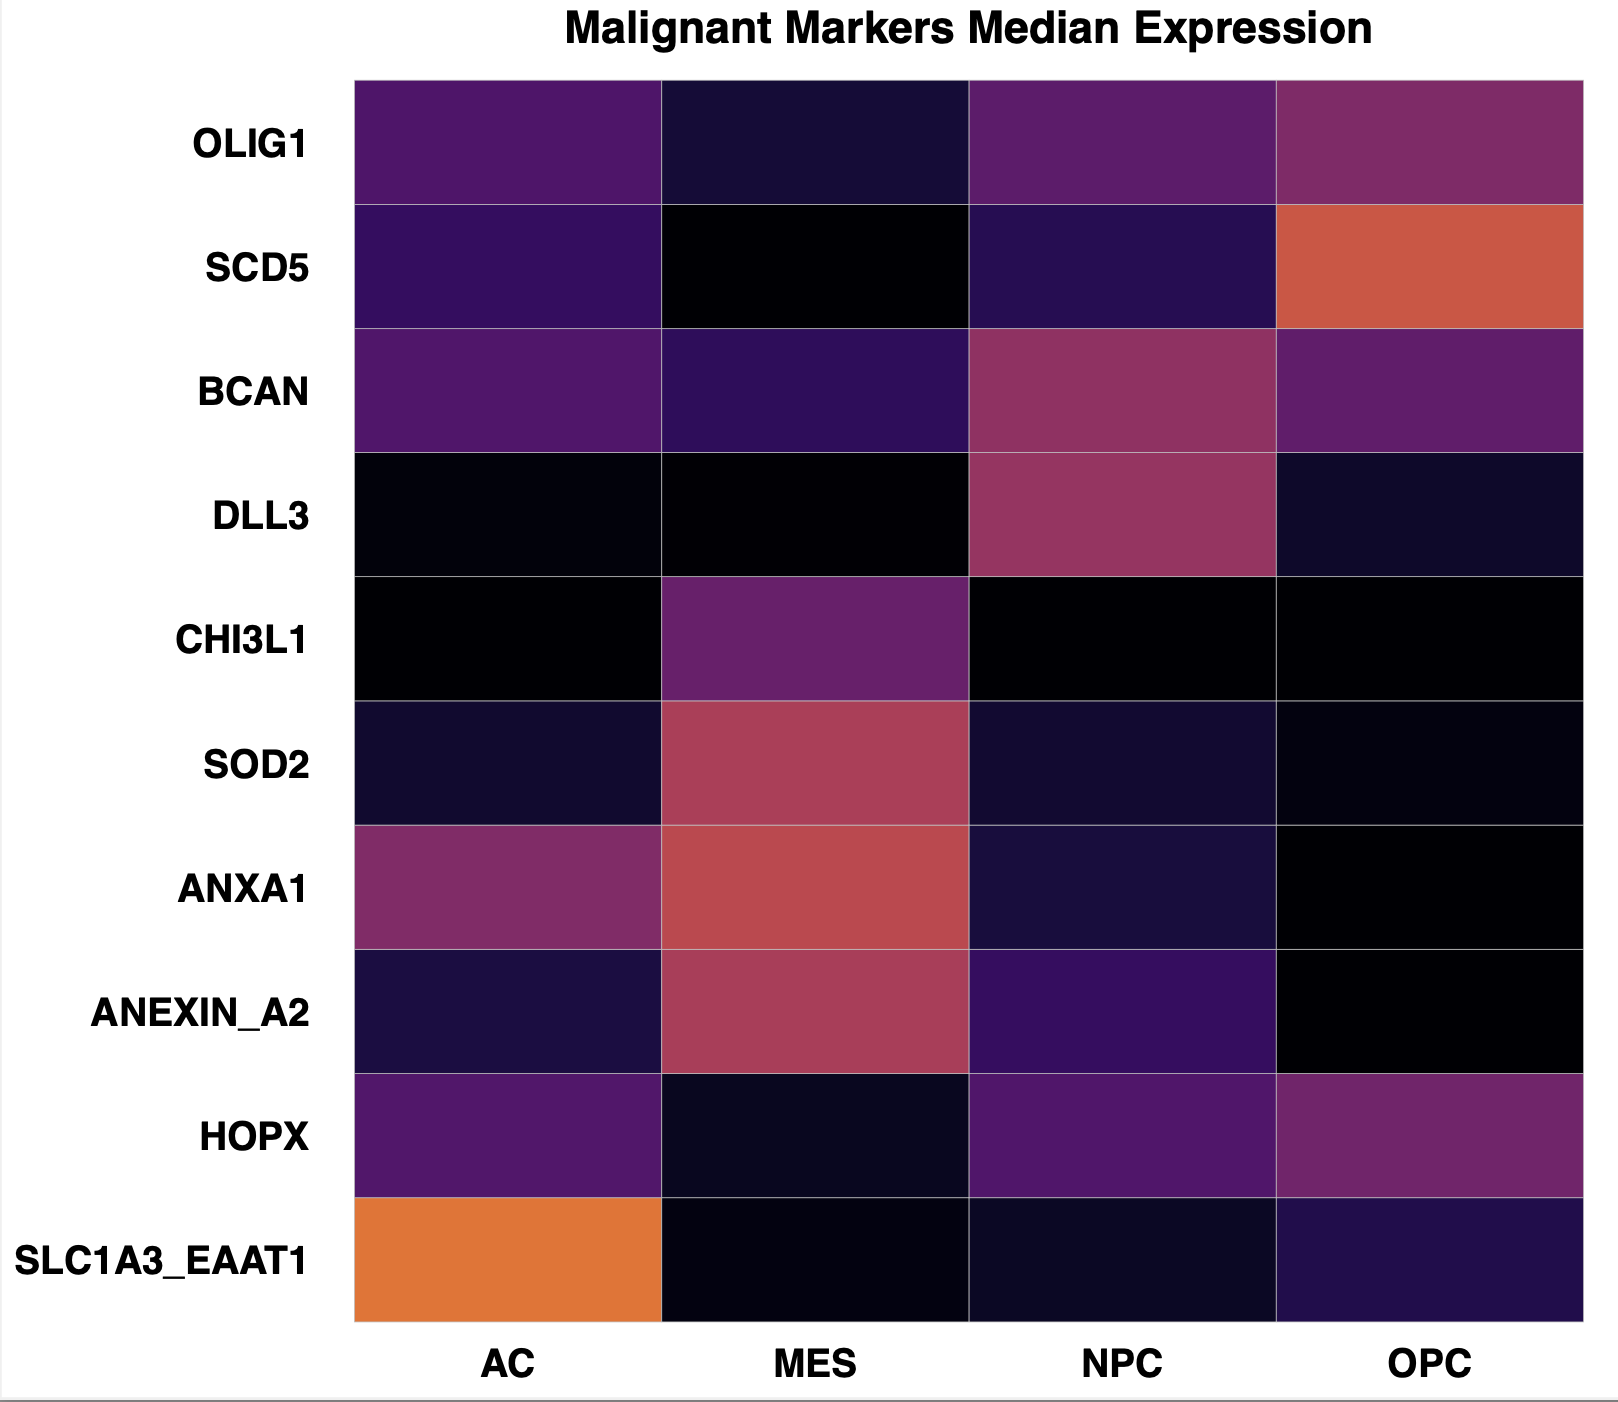 Malignant Markers Median Expression
OLIG1
SCD5
BCAN
DLL3
CHI3L1
SOD2
ANXA1
ANEXIN_A2
HOPX
SLC1A3_EAAT1
AC MES NPC OPC